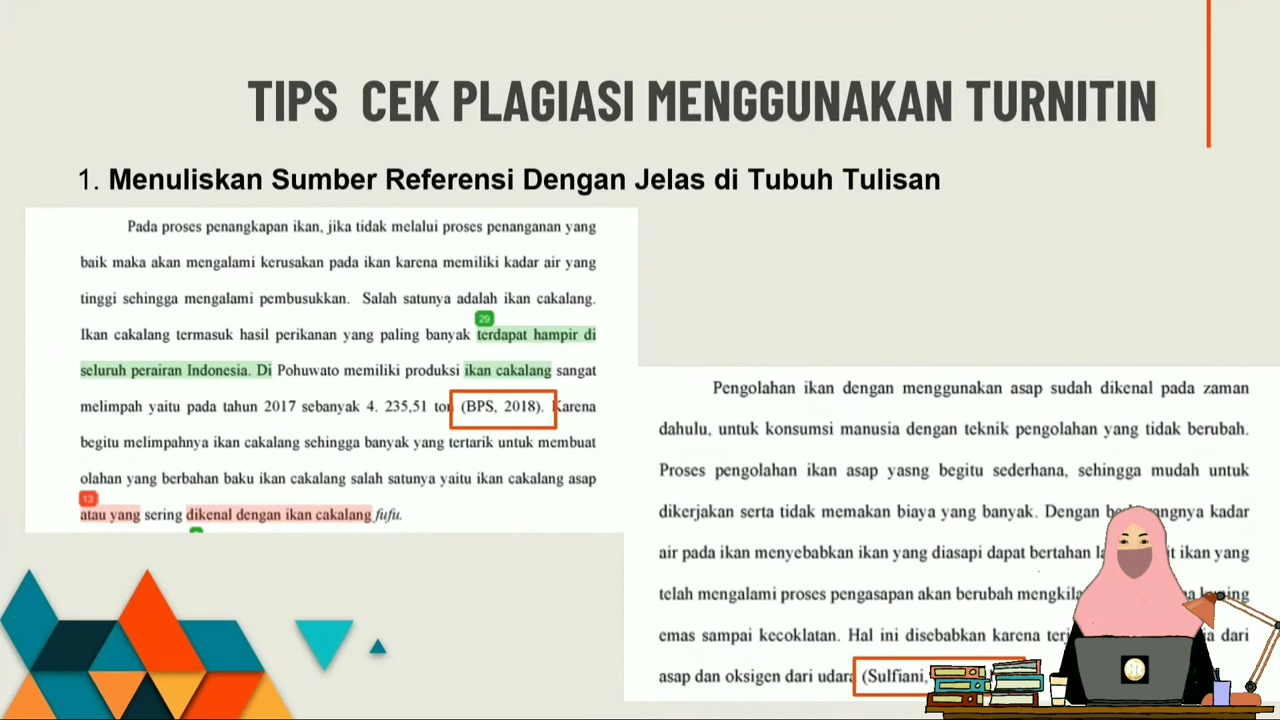 TIPS CEK PLAGIASI MENGGUNAKAN TURNITIN
1. Menuliskan Sumber Referensi Dengan Jelas di Tubuh Tulisan
Pada proses penangkapan ikan, jika tidak melalui proses penanganan yang
baik maka akan mengalami kerusakan pada ikan karena memiliki kadar air yang
tinggi sehingga mengalami pembusukkan. Salah satunya adalah ikan cakalang.
29
Ikan cakalang termasuk hasil perikanan yang paling banyak terdapat hampir di
seluruh perairan Indonesia. Di Pohuwato memiliki produksi ikan cakalang sangat
melimpah yaitu pada tahun 2017 sebanyak 4. 235,51 ton (BPS, 2018). Karena
begitu melimpahnya ikan cakalang sehingga banyak yang tertarik untuk membuat
olahan yang berbahan baku ikan cakalang salah satunya yaitu ikan cakalang asap
13
atau yang sering dikenal dengan ikan cakalang fufu.
Pengolahan ikan dengan menggunakan asap sudah dikenal pada zaman
dahulu, untuk konsumsi manusia dengan teknik pengolahan yang tidak berubah.
Proses pengolahan ikan asap yasng begitu sederhana, sehingga mudah untuk
dikerjakan serta tidak memakan biaya yang banyak. Dengan kadar
air pada ikan menyebabkan ikan yang diasapi dapat bertahan ikan yang
telah mengalami proses pengasapan akan berubah
emas sampai kecoklatan. Hal ini disebabkan karena dari
asap dan oksigen dari udara (Sulfiani,